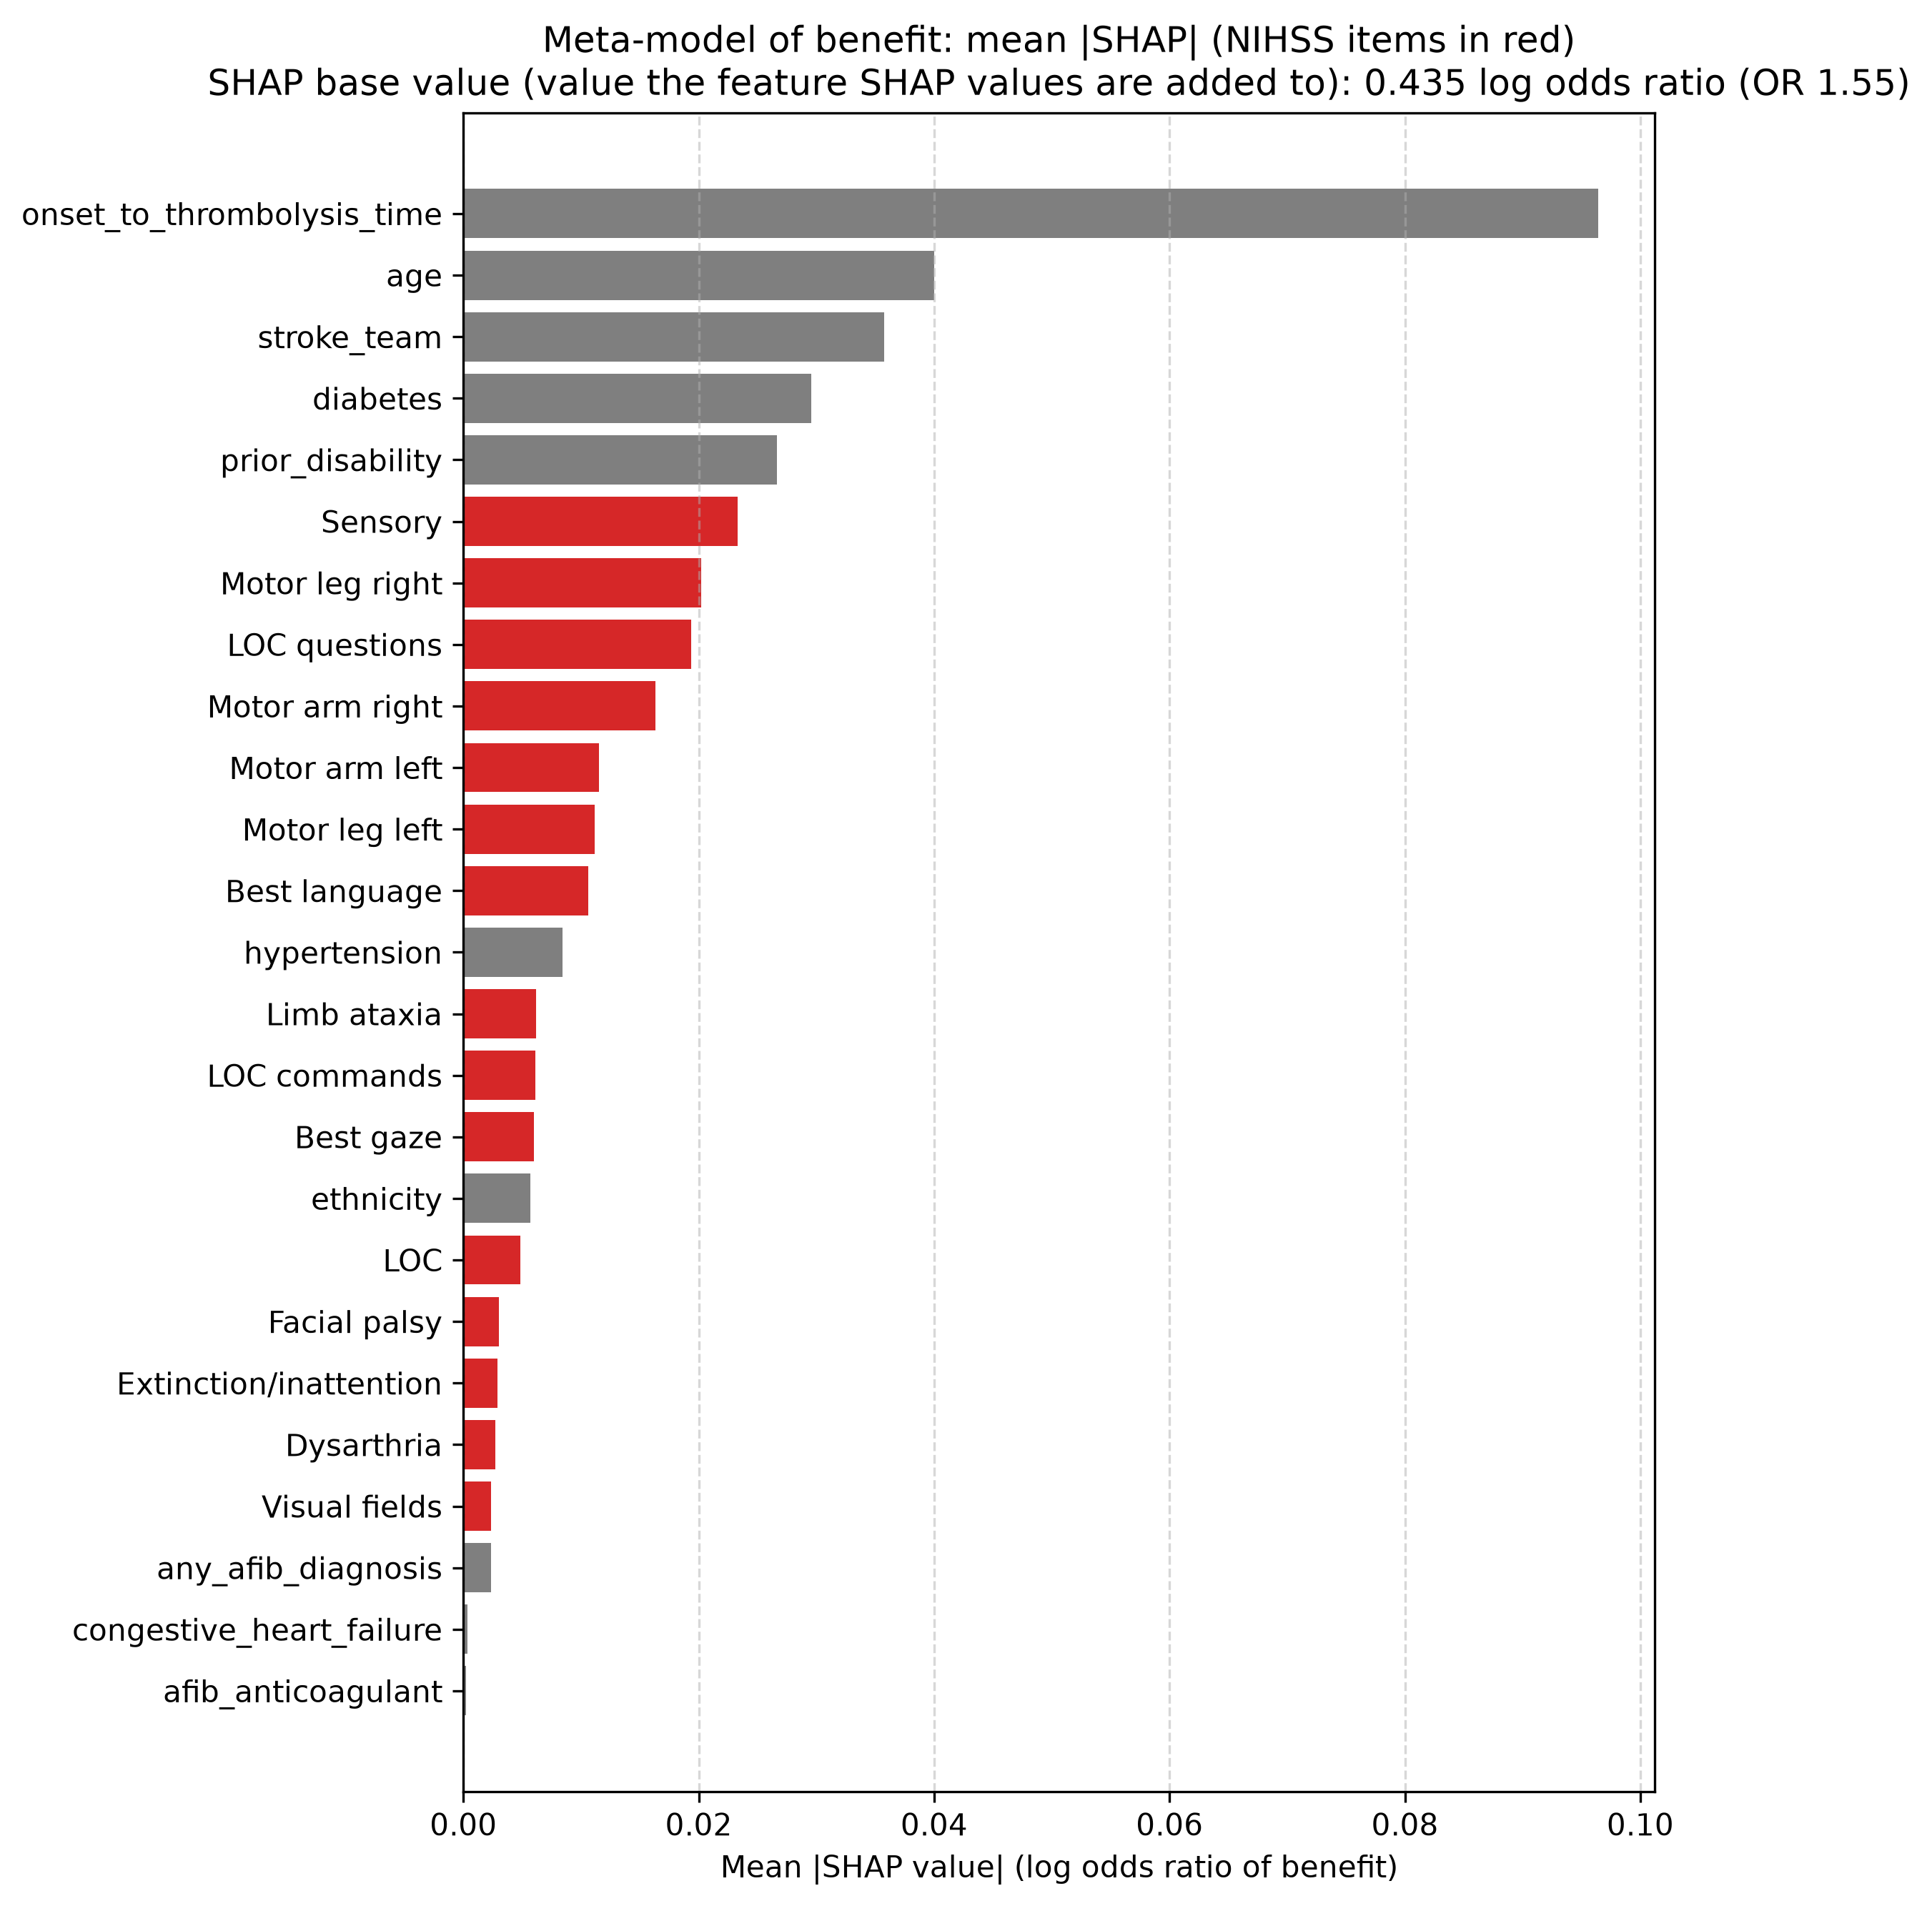 Meta-model of benefit: mean |SHAP| (NIHSS items in red)
SHAP base value (value the feature SHAP values are added to): 0.435 log odds ratio (OR 1.55)
onset_to_thrombolysis_time
age
stroke_team
diabetes
prior_disability
Sensory
Motor leg right
LOC questions
Motor arm right
Motor arm left
Motor leg left
Best language
hypertension
Limb ataxia
LOC commands
Best gaze
ethnicity
LOC
Facial palsy
Extinction/inattention
Dysarthria
Visual fields
any_afib_diagnosis
congestive_heart_failure
afib_anticoagulant
0.00 0.02 0.04 0.06 0.08 0.10
Mean |SHAP value| (log odds ratio of benefit)